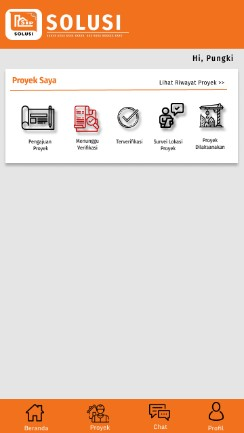 SOLUSI
SOLUSI
Hi, Pungki
Proyek Saya
Lihat Riwayat Proyek >>
Pengajuan Proyek
Menunggu Verifikasi
Terverifikasi
Survei Lokasi Proyek
Proyek Dilaksanakan
Beranda
Proyek
Chat
Profil